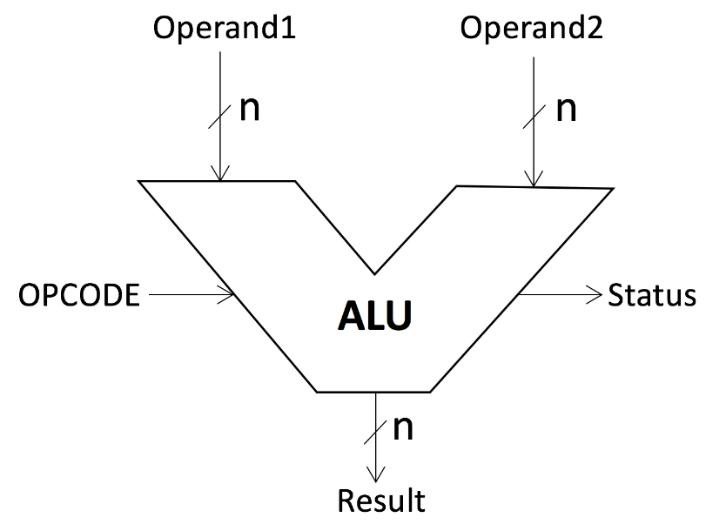 Operand1
Operand2
n
n
OPCODE
ALU
Status
n
Result